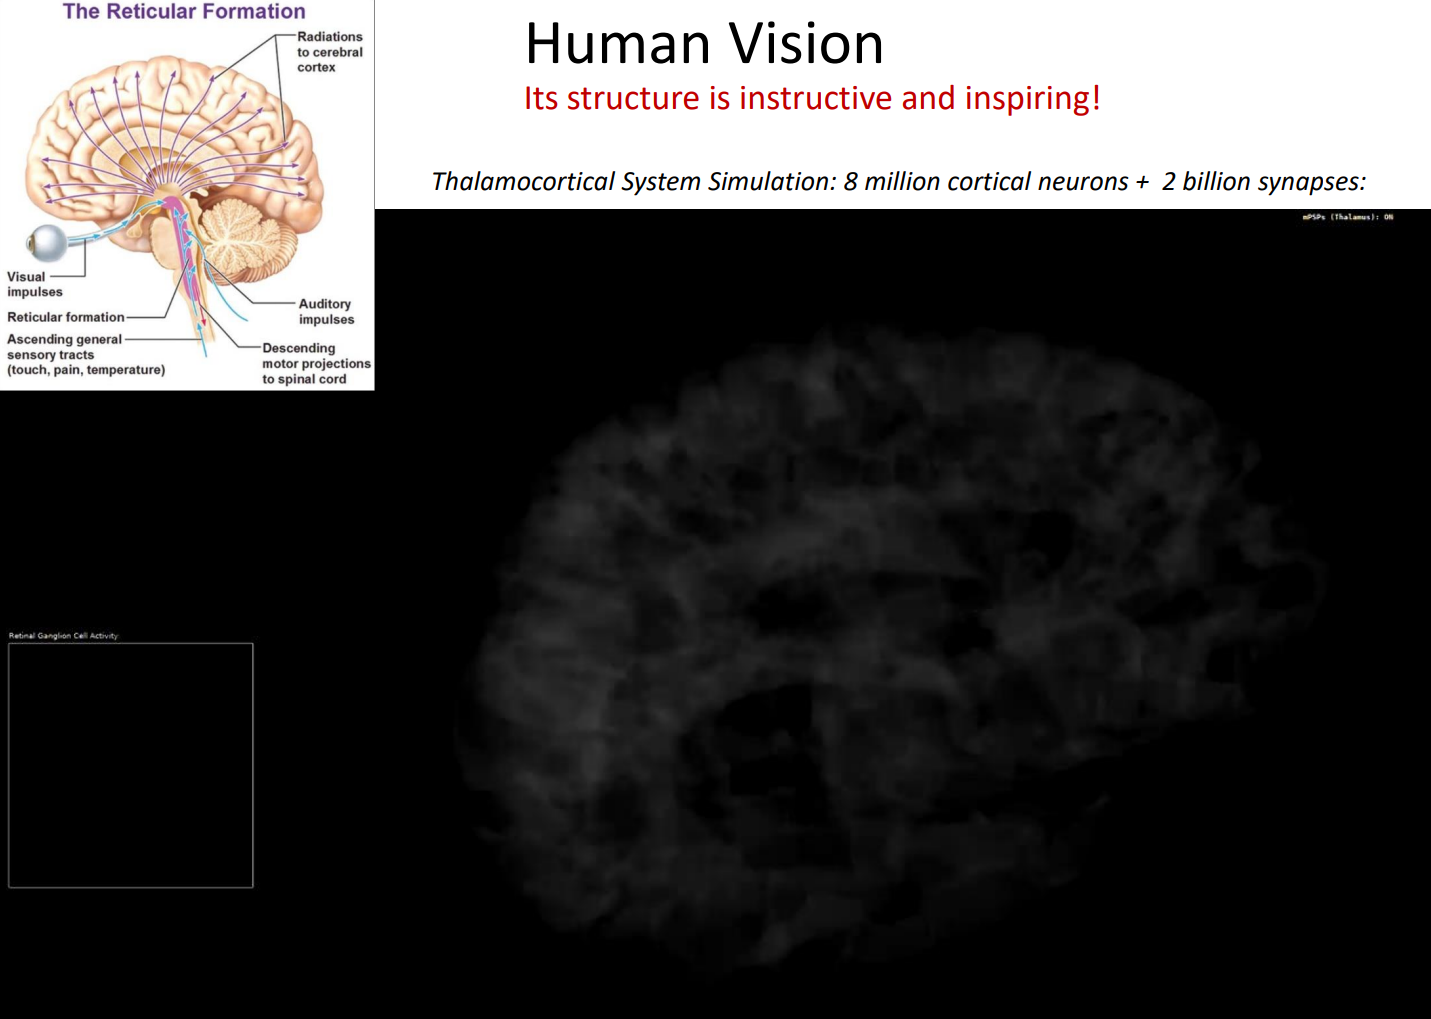 The Reticular Formation
Radiations
to cerebral
cortex
Visual
impulses
Reticular formation
Ascending general
sensory tracts
(touch, pain, temperature)
Auditory
impulses
Descending
motor projections
to spinal cord
Human Vision
Its structure is instructive and inspiring!
Thalamocortical System Simulation: 8 million cortical neurons + 2 billion synapses:
mPSPs (Thalamus): ON
Retinal Ganglion Cell Activity